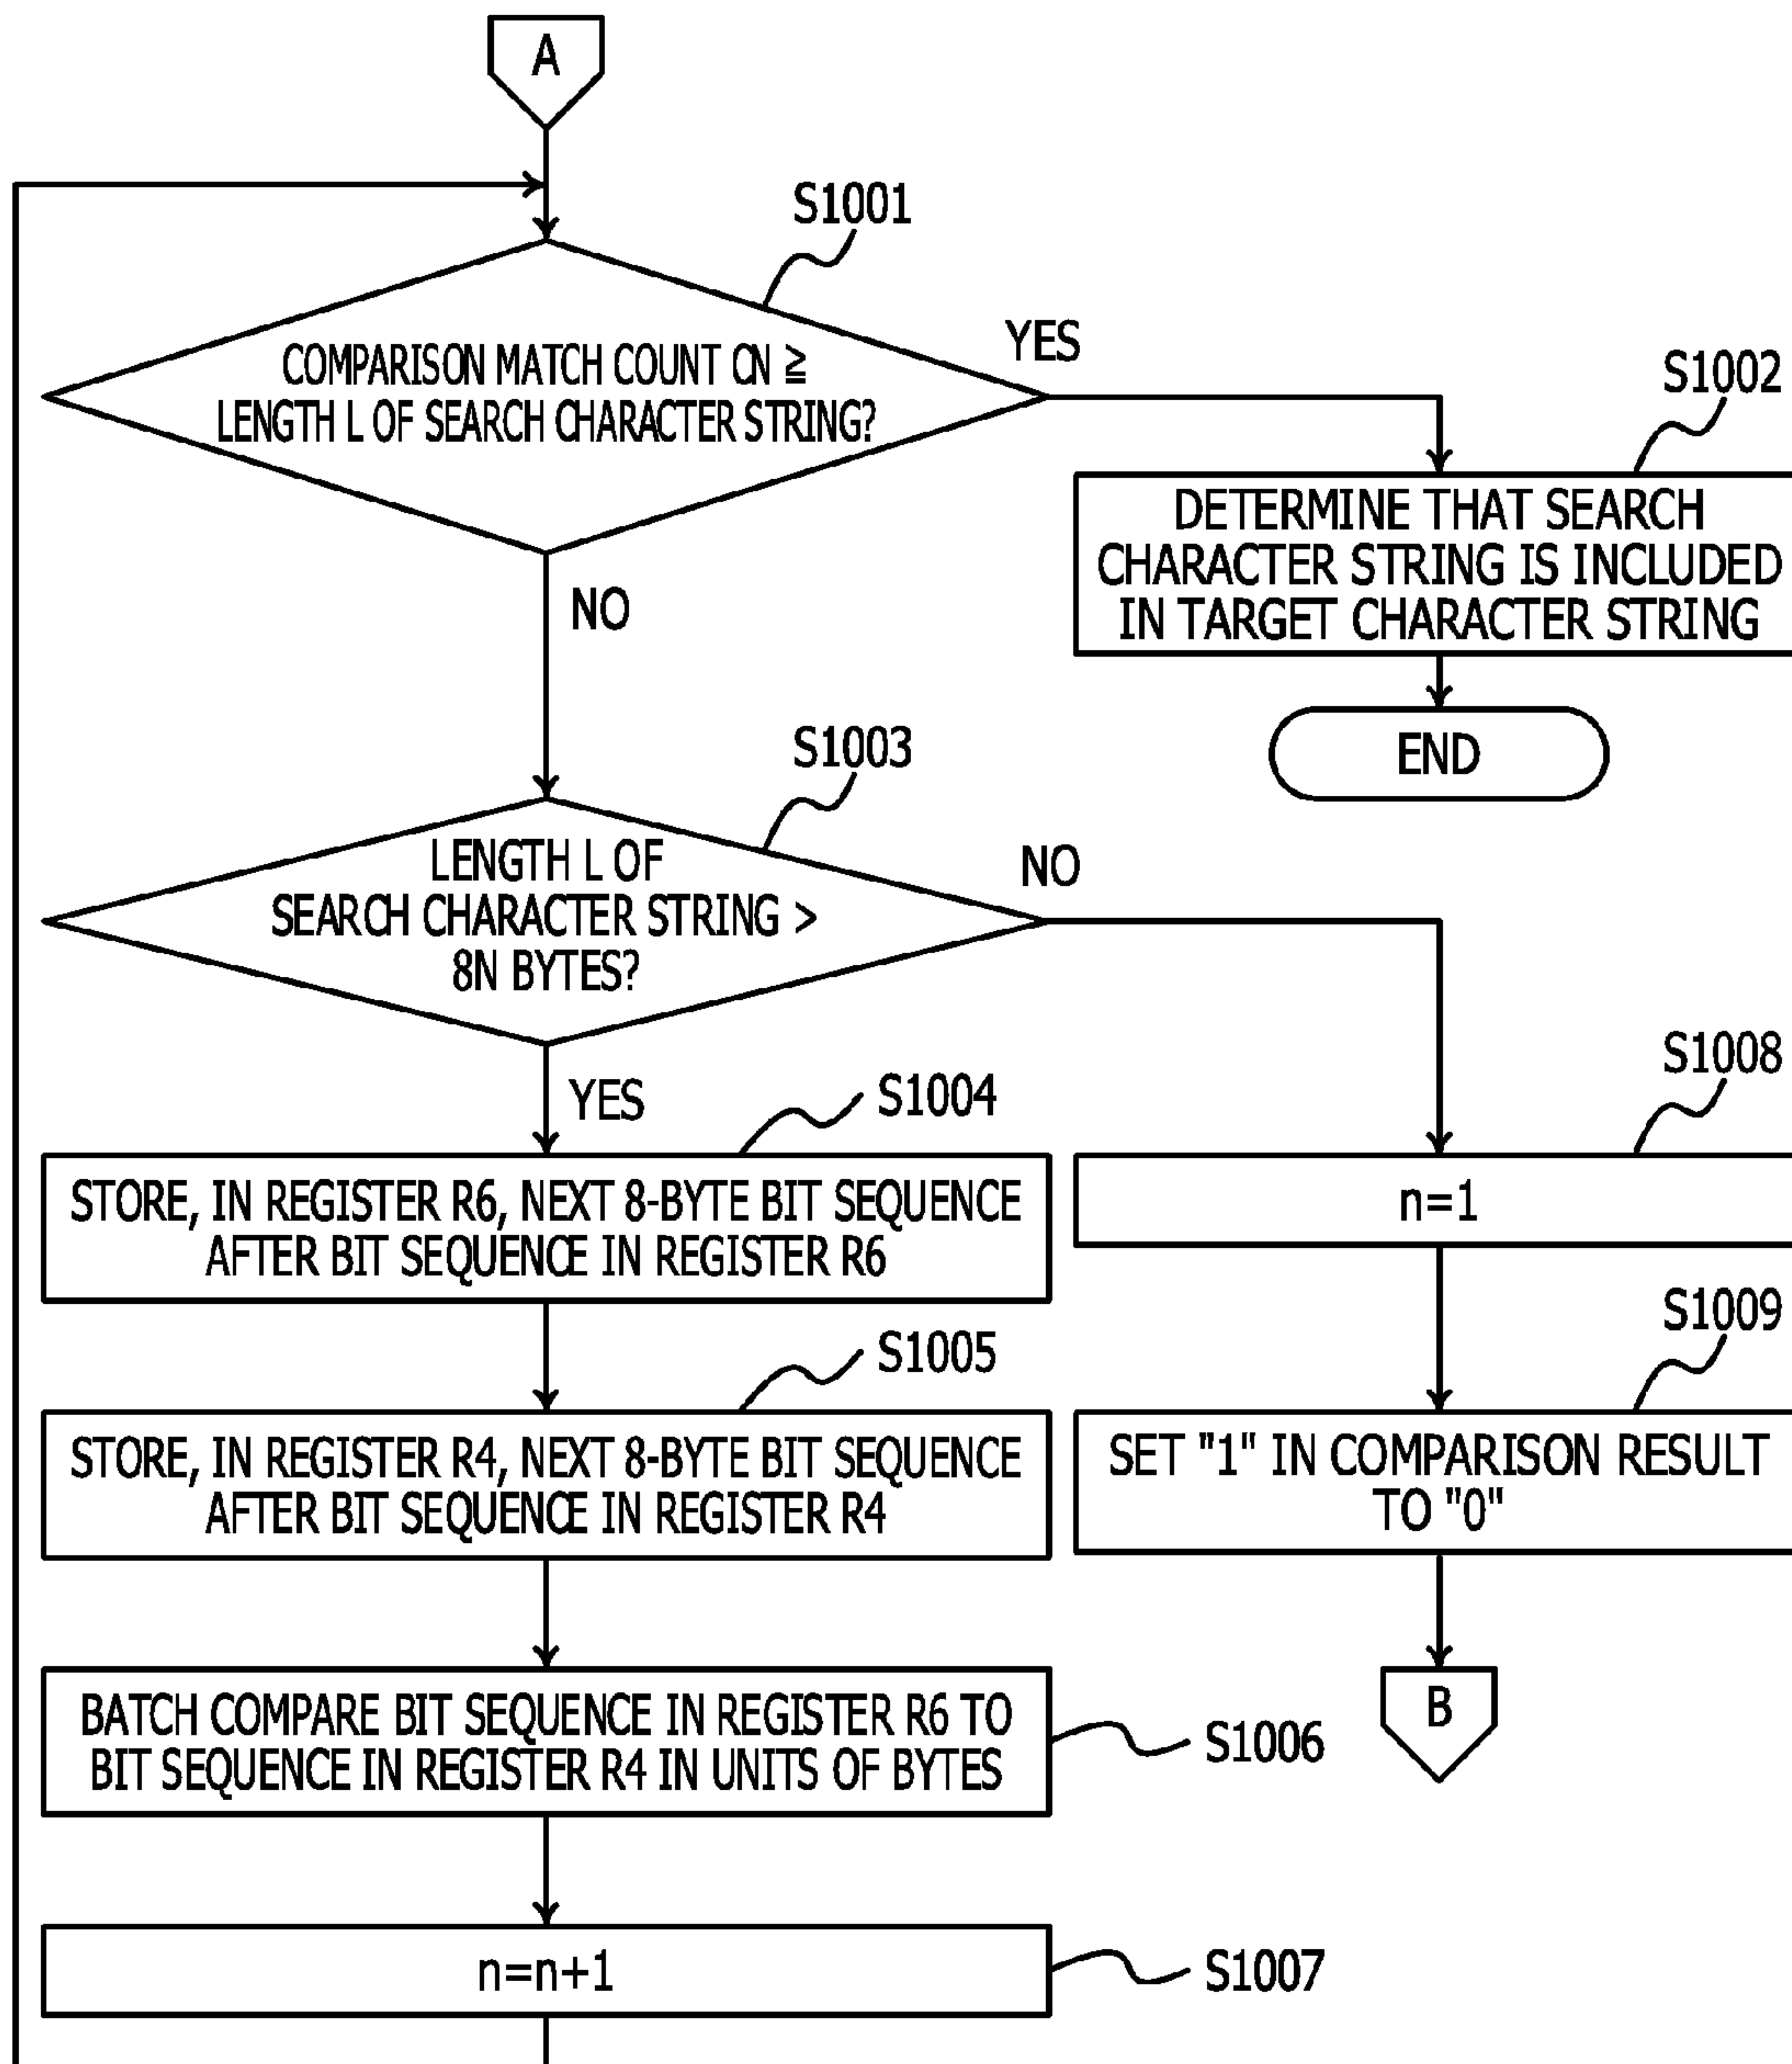 A
S1001
COMPARISON MATCH COUNT CN ≧
LENGTH L OF SEARCH CHARACTER STRING?
YES
S1002
DETERMINE THAT SEARCH
CHARACTER STRING IS INCLUDED
IN TARGET CHARACTER STRING
NO
END
S1003
LENGTH L OF
SEARCH CHARACTER STRING >
8N BYTES?
NO
S1008
YES
S1004
STORE, IN REGISTER R6, NEXT 8-BYTE BIT SEQUENCE
AFTER BIT SEQUENCE IN REGISTER R6
n=1
S1009
S1005
STORE, IN REGISTER R4, NEXT 8-BYTE BIT SEQUENCE
AFTER BIT SEQUENCE IN REGISTER R4
SET "1" IN COMPARISON RESULT
TO "0"
BATCH COMPARE BIT SEQUENCE IN REGISTER R6 TO
BIT SEQUENCE IN REGISTER R4 IN UNITS OF BYTES
S1006
B
n=n+1
S1007